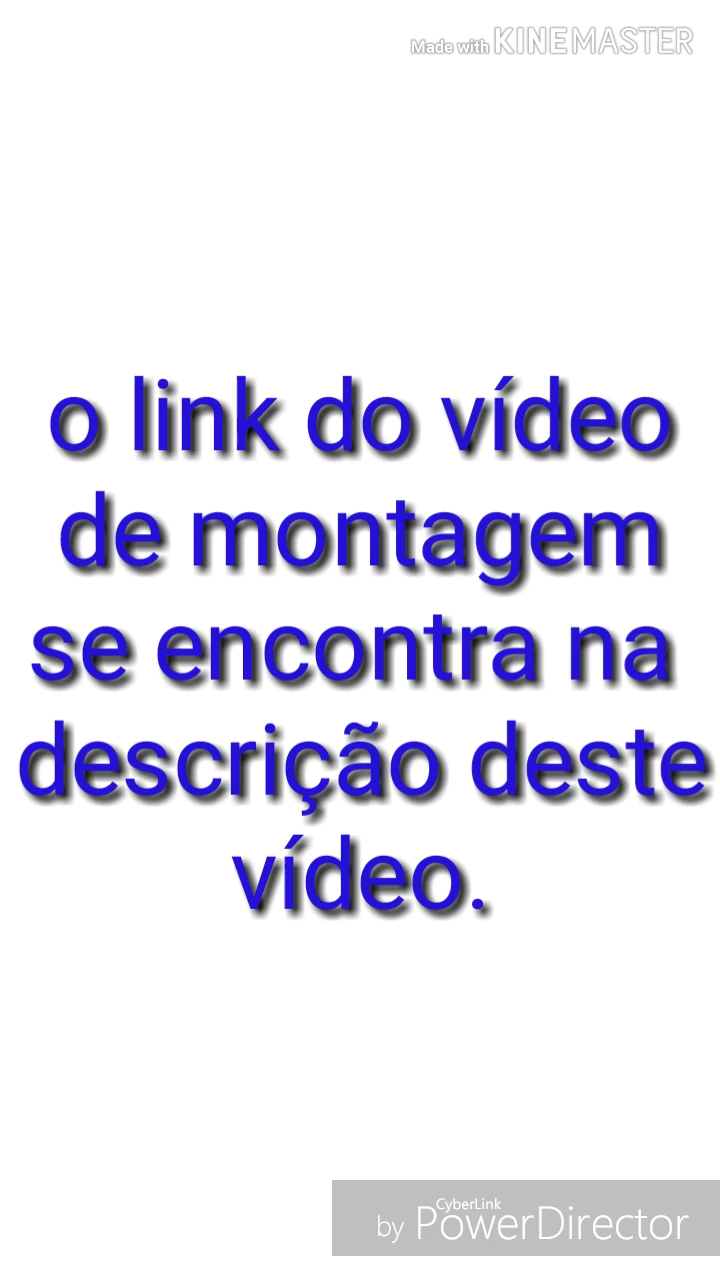 Made with KINEMASTER
o link do vídeo
de montagem
se encontra na
descrição deste
vídeo.
CyberLink
by PowerDirector